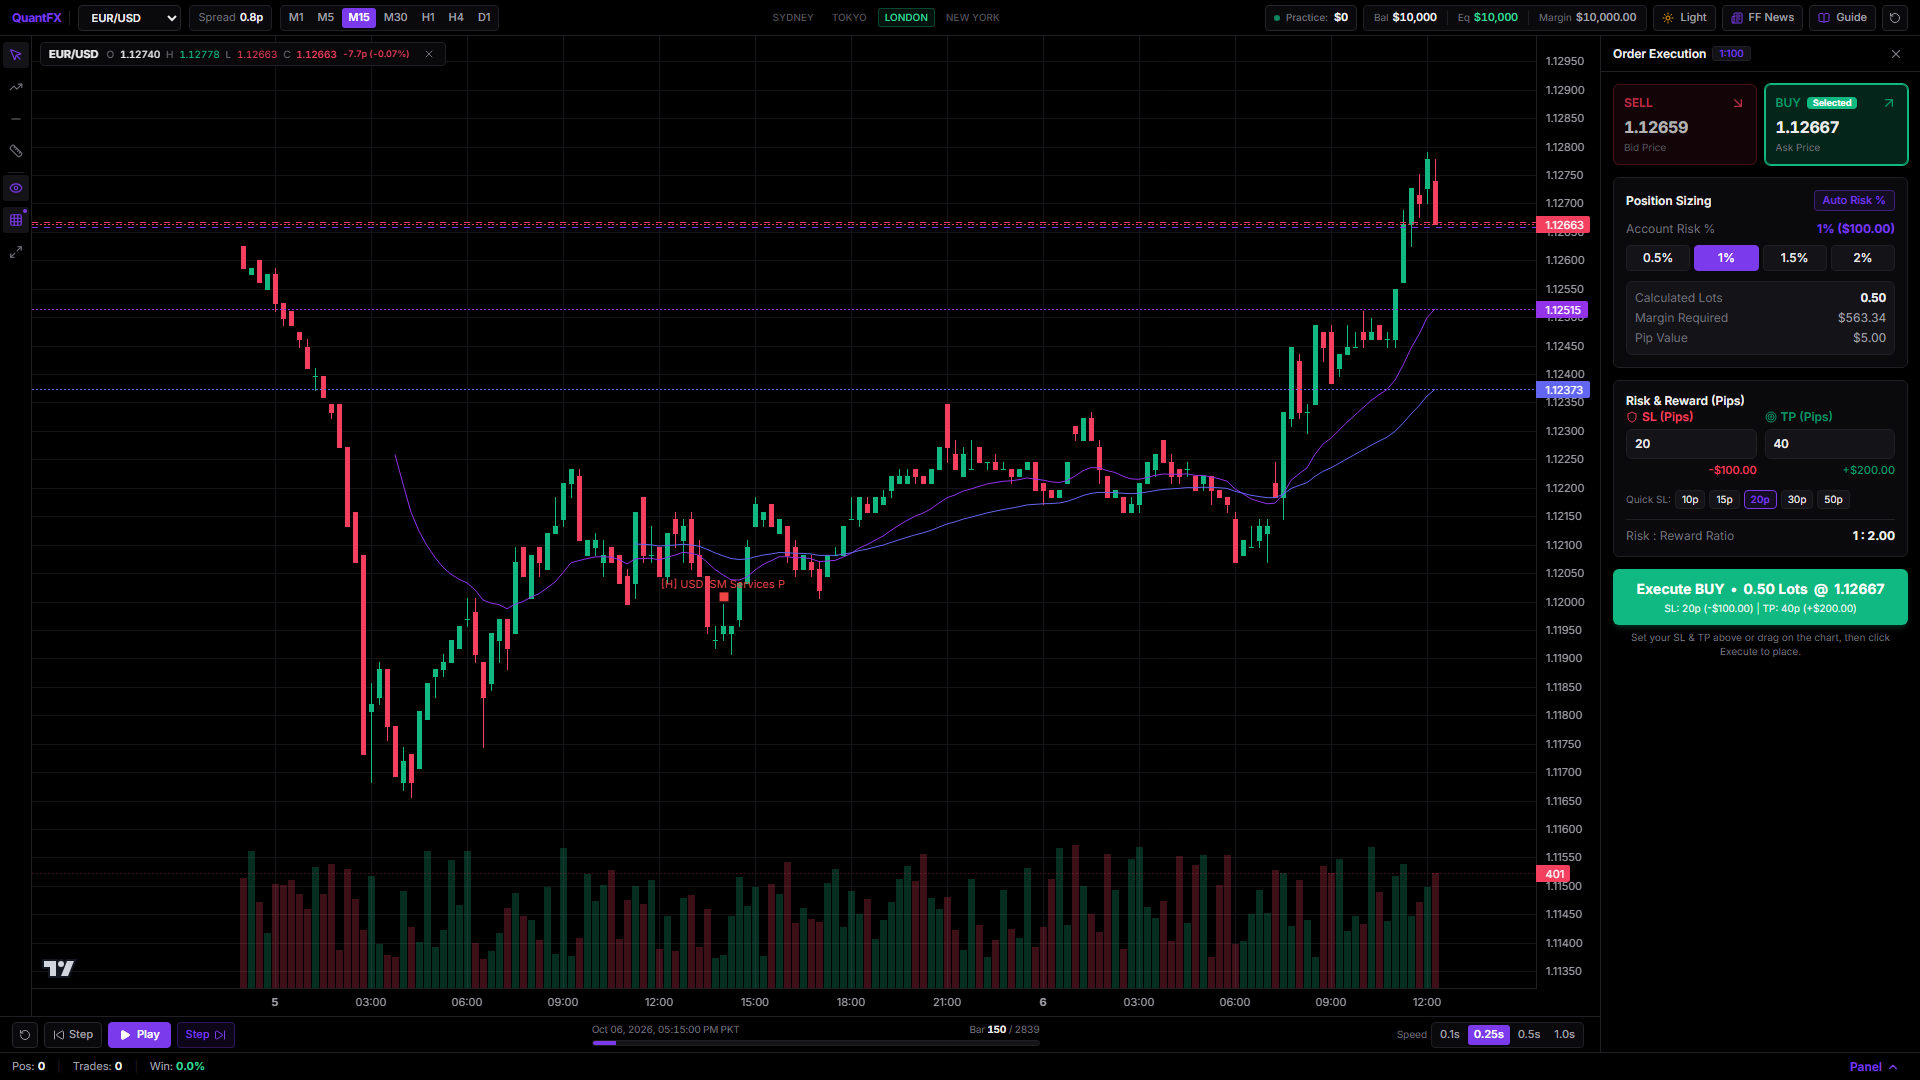 QuantFX
EUR/USD
Spread 0.8p
M1 M5 M15 M30 H1 H4 D1
SYDNEY TOKYO LONDON NEW YORK
Practice: $0
Bal $10,000 Eq $10,000 Margin $10,000.00
Light
FF News
Guide
EUR/USD O 1.12740 H 1.12778 L 1.12663 C 1.12663 -7.7p (-0.07%)
[H] USD ISM Services P
1.12950
1.12900
1.12850
1.12800
1.12750
1.12700
1.12663
1.12650
1.12600
1.12550
1.12515
1.12500
1.12450
1.12400
1.12373
1.12350
1.12300
1.12250
1.12200
1.12150
1.12100
1.12050
1.12000
1.11950
1.11900
1.11850
1.11800
1.11750
1.11700
1.11650
1.11600
1.11550
401
1.11500
1.11450
1.11400
1.11350
5 03:00 06:00 09:00 12:00 15:00 18:00 21:00 6 03:00 06:00 09:00 12:00
Order Execution 1:100
SELL
1.12659
Bid Price
BUY Selected
1.12667
Ask Price
Position Sizing Auto Risk %
Account Risk % 1% ($100.00)
0.5% 1% 1.5% 2%
Calculated Lots 0.50
Margin Required $563.34
Pip Value $5.00
Risk & Reward (Pips)
SL (Pips) TP (Pips)
20 40
-$100.00 +$200.00
Quick SL: 10p 15p 20p 30p 50p
Risk : Reward Ratio 1 : 2.00
Execute BUY • 0.50 Lots @ 1.12667
SL: 20p (-$100.00) | TP: 40p (+$200.00)
Set your SL & TP above or drag on the chart, then click
Execute to place.
Step Play Step
Oct 06, 2026, 05:15:00 PM PKT Bar 150 / 2839
Speed 0.1s 0.25s 0.5s 1.0s
Pos: 0 Trades: 0 Win: 0.0%
Panel